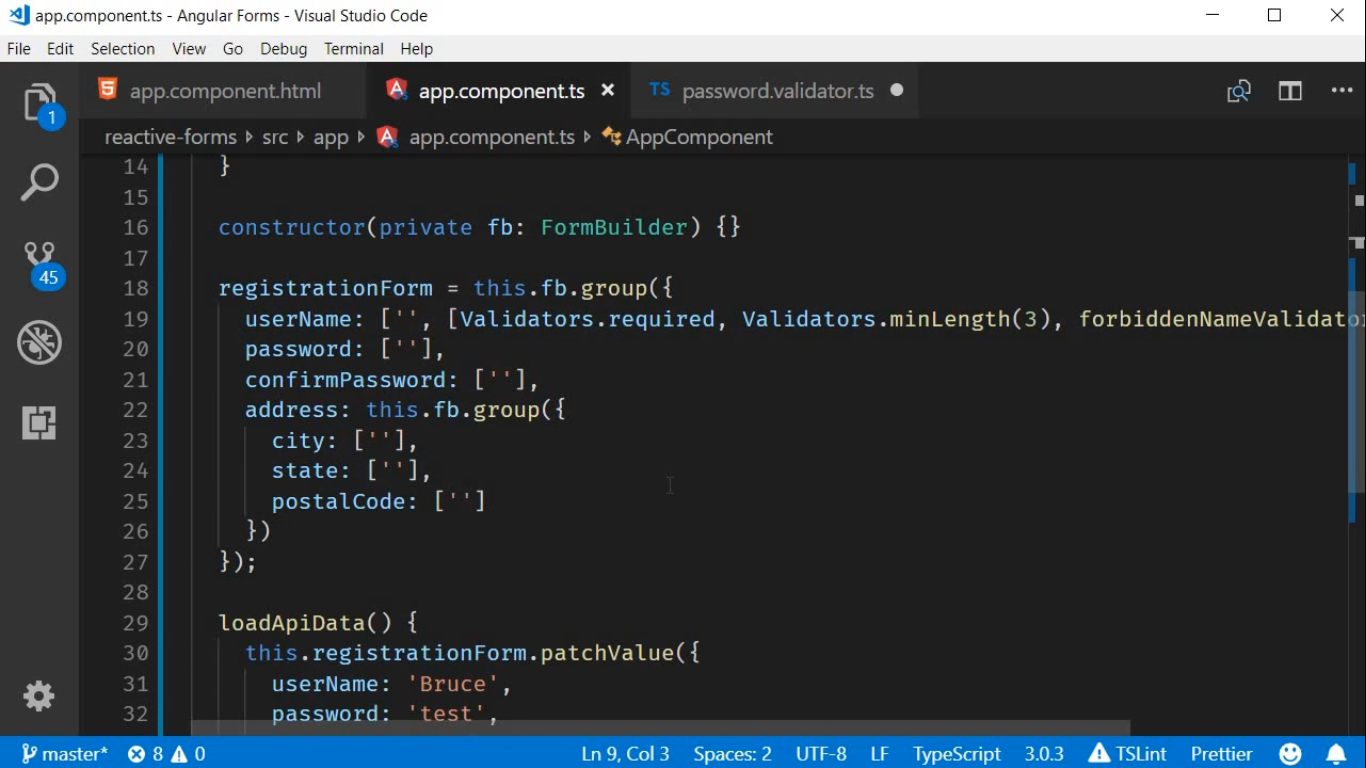 app.component.ts - Angular Forms - Visual Studio Code
File Edit Selection View Go Debug Terminal Help
app.component.html app.component.ts TS password.validator.ts
1
reactive-forms src app app.component.ts AppComponent
14 }
15
16 constructor(private fb: FormBuilder) {}
17
18 registrationForm = this.fb.group({
19 userName: ['', [Validators.required, Validators.minLength(3), forbiddenNameValidator
20 password: [''],
21 confirmPassword: [''],
22 address: this.fb.group({
23 city: [''],
24 state: [''],
25 postalCode: ['']
26 })
27 });
28
29 loadApiData() {
30 this.registrationForm.patchValue({
31 userName: 'Bruce',
32 password: 'test',
45
master* 8 0 Ln 9, Col 3 Spaces: 2 UTF-8 LF TypeScript 3.0.3 TSLint Prettier